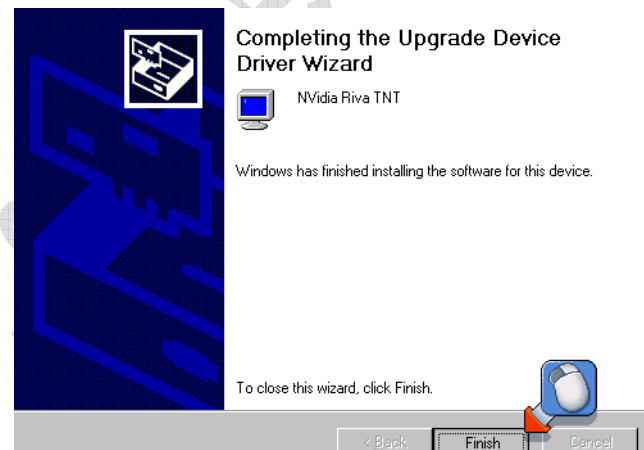 Completing the Upgrade Device
Driver Wizard
NVidia Riva TNT
Windows has finished installing the software for this device.
To close this wizard, click Finish.
< Back
Finish
Cancel